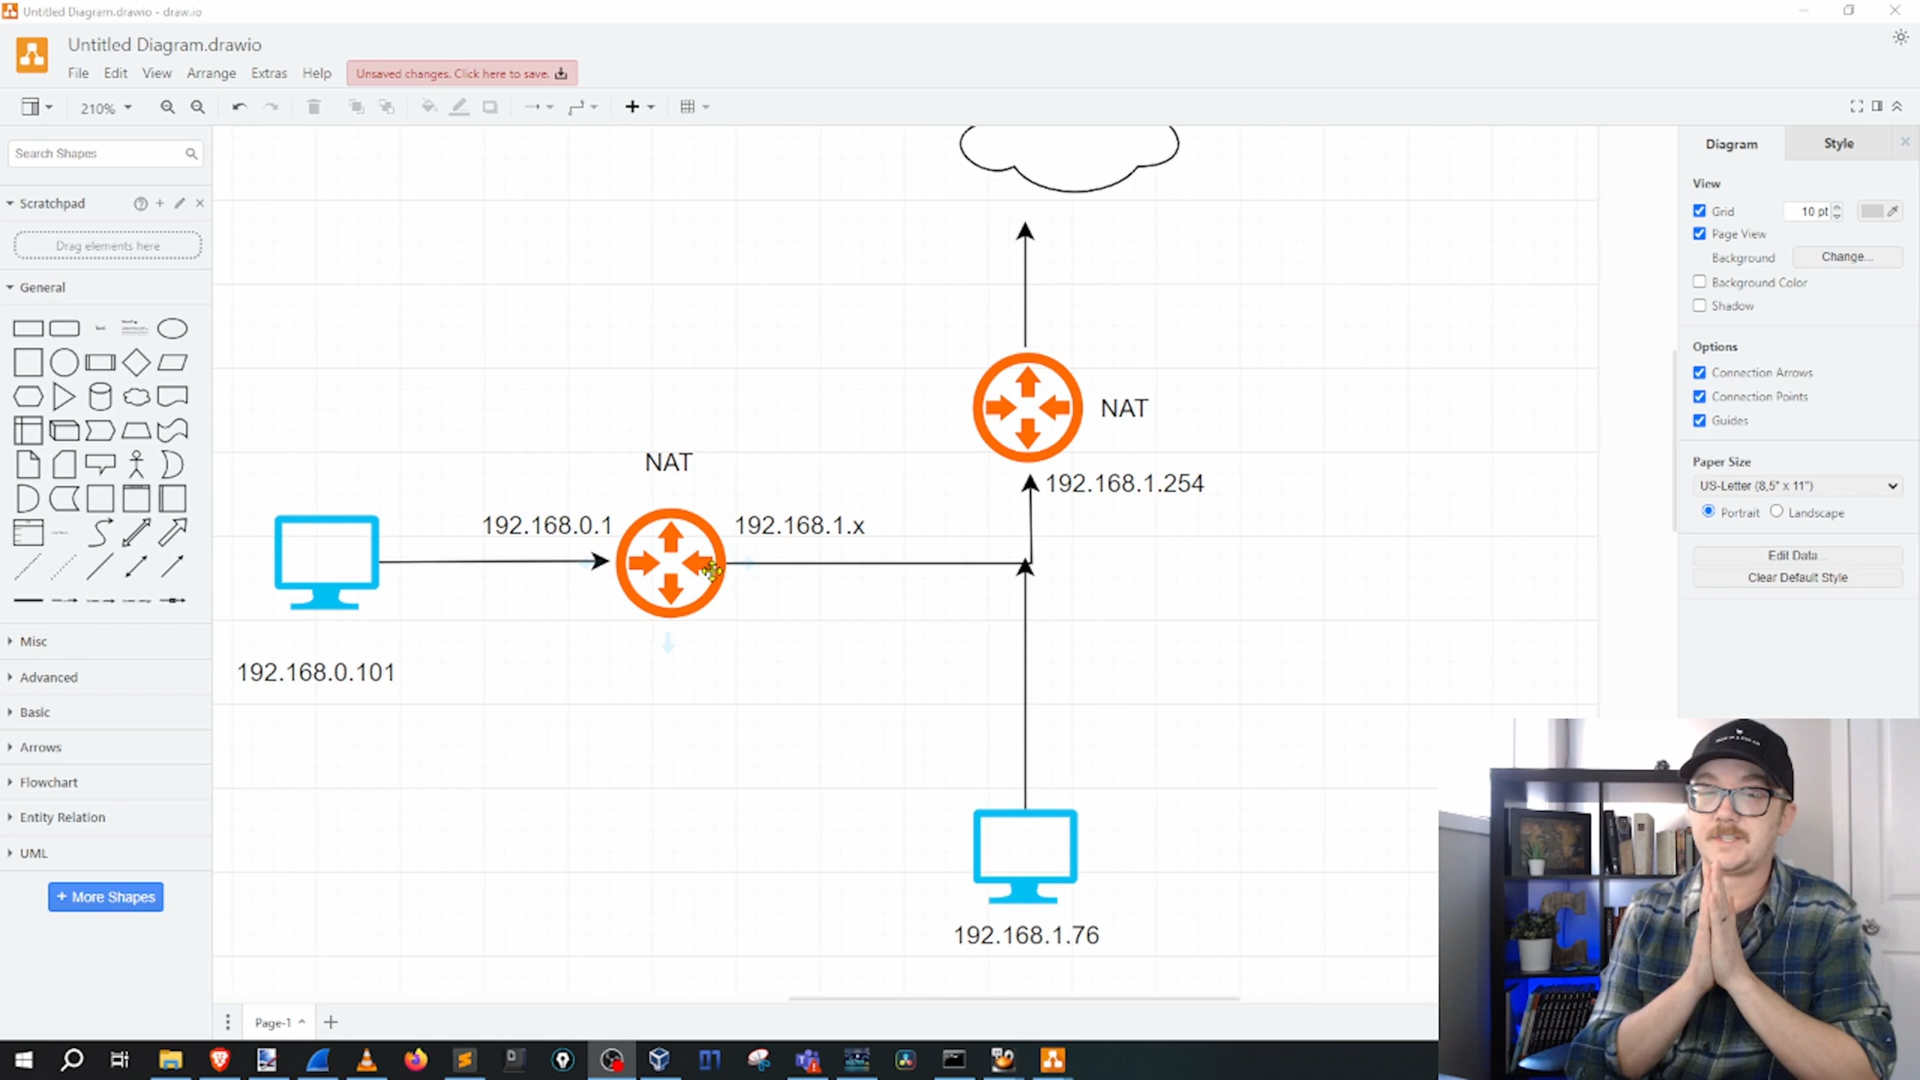 Untitled Diagram.drawio - draw.io
Untitled Diagram.drawio
File Edit View Arrange Extras Help
Unsaved changes. Click here to save.
210%
Search Shapes
Scratchpad
Drag elements here
General
Misc
Advanced
Basic
Arrows
Flowchart
Entity Relation
UML
+ More Shapes
NAT
192.168.1.254
NAT
192.168.0.1
192.168.1.x
192.168.0.101
192.168.1.76
Page-1
Diagram
Style
View
Grid
10 pt
Page View
Background
Change...
Background Color
Shadow
Options
Connection Arrows
Connection Points
Guides
Paper Size
US-Letter (8,5" x 11")
Portrait
Landscape
Edit Data...
Clear Default Style